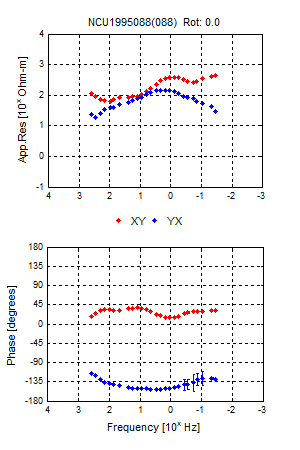 NCU1995088(088) Rot: 0.0
App.Res [10^x Ohm-m]
4
3
2
1
0
-1
4 3 2 1 0 -1 -2 -3
XY YX
Phase [degrees]
180
135
90
45
0
-45
-90
-135
-180
4 3 2 1 0 -1 -2 -3
Frequency [10^x Hz]